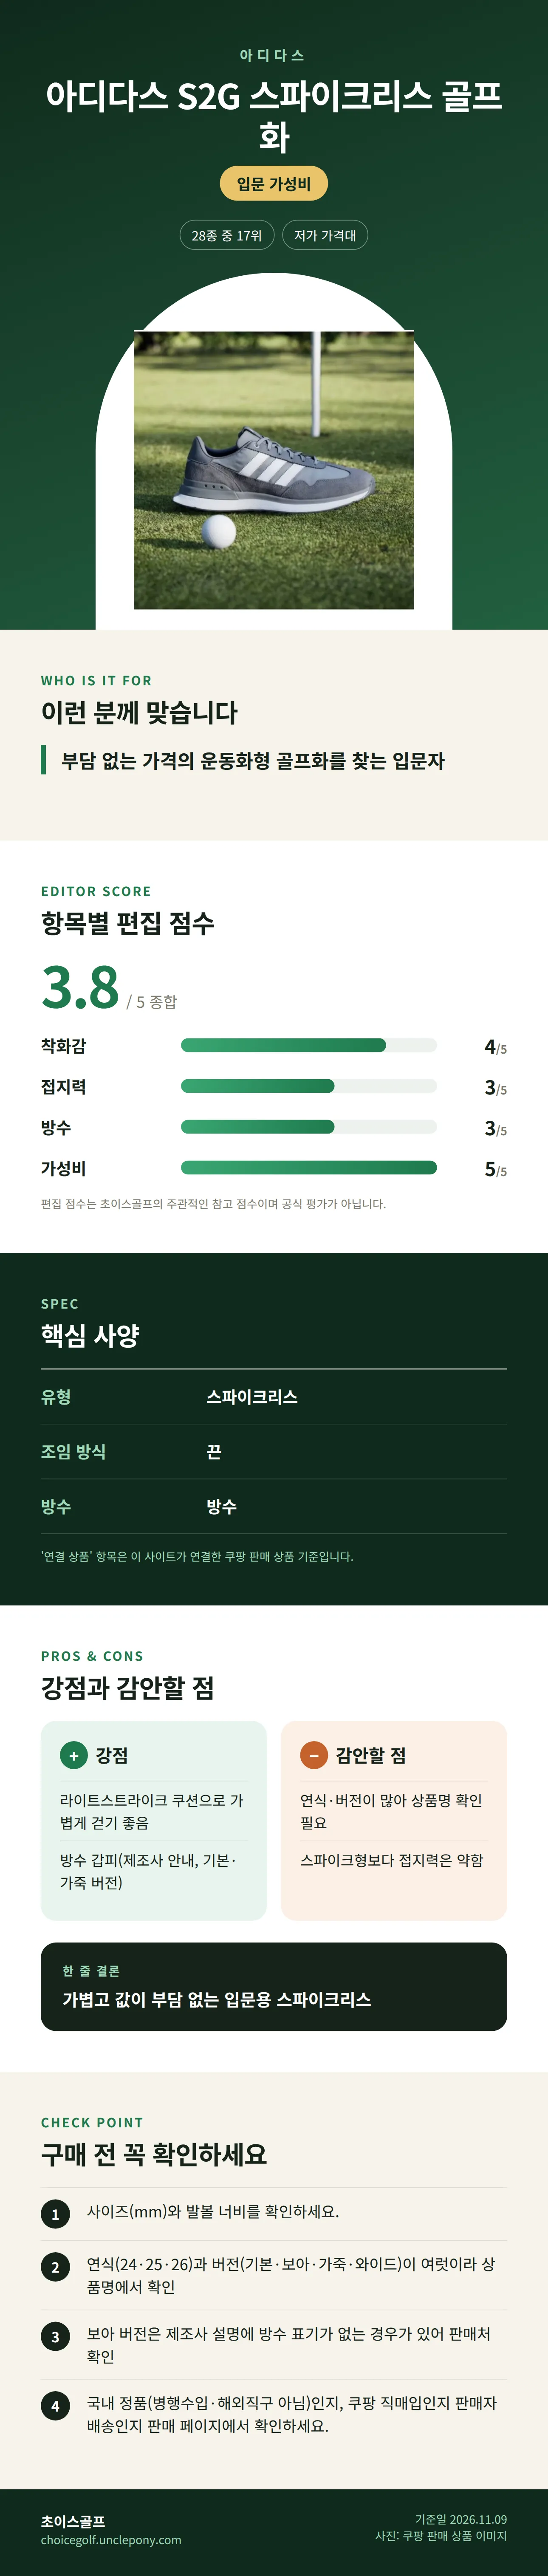 아디다스
아디다스 S2G 스파이크리스 골프
화
입문 가성비
28종 중 17위
저가 가격대
WHO IS IT FOR
이런 분께 맞습니다
부담 없는 가격의 운동화형 골프화를 찾는 입문자
EDITOR SCORE
항목별 편집 점수
3.8 / 5 종합
착화감 4/5
접지력 3/5
방수 3/5
가성비 5/5
편집 점수는 초이스골프의 주관적인 참고 점수이며 공식 평가가 아닙니다.
SPEC
핵심 사양
유형 스파이크리스
조임 방식 끈
방수 방수
'연결 상품' 항목은 이 사이트가 연결한 쿠팡 판매 상품 기준입니다.
PROS & CONS
강점과 감안할 점
+ 강점
라이트스트라이크 쿠션으로 가
볍게 걷기 좋음
방수 갑피(제조사 안내, 기본·
가죽 버전)
− 감안할 점
연식·버전이 많아 상품명 확인
필요
스파이크형보다 접지력은 약함
한 줄 결론
가볍고 값이 부담 없는 입문용 스파이크리스
CHECK POINT
구매 전 꼭 확인하세요
1 사이즈(mm)와 발볼 너비를 확인하세요.
2 연식(24·25·26)과 버전(기본·보아·가죽·와이드)이 여럿이라 상
품명에서 확인
3 보아 버전은 제조사 설명에 방수 표기가 없는 경우가 있어 판매처
확인
4 국내 정품(병행수입·해외직구 아님)인지, 쿠팡 직매입인지 판매자
배송인지 판매 페이지에서 확인하세요.
초이스골프
choicegolf.unclepony.com
기준일 2026.11.09
사진: 쿠팡 판매 상품 이미지